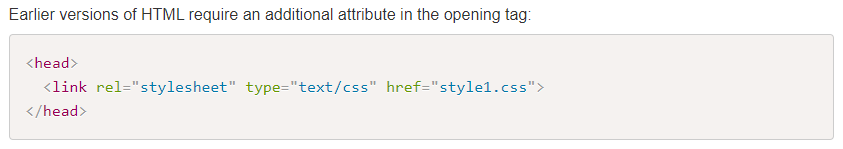 Earlier versions of HTML require an additional attribute in the opening tag:
<head>
  <link rel="stylesheet" type="text/css" href="style1.css">
</head>